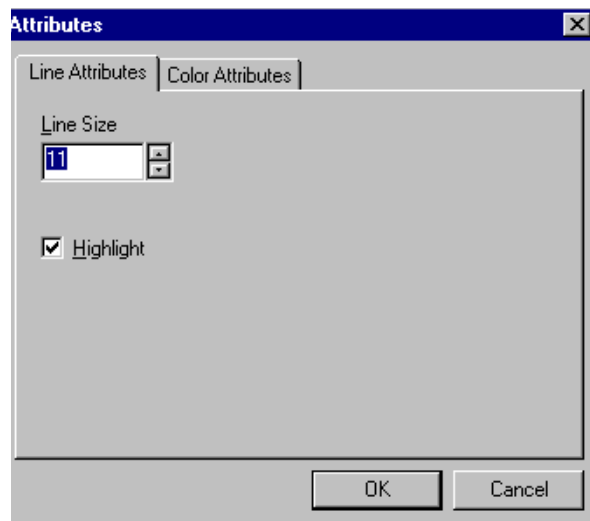 Attributes
Line Attributes Color Attributes
Line Size
11
Highlight
OK Cancel